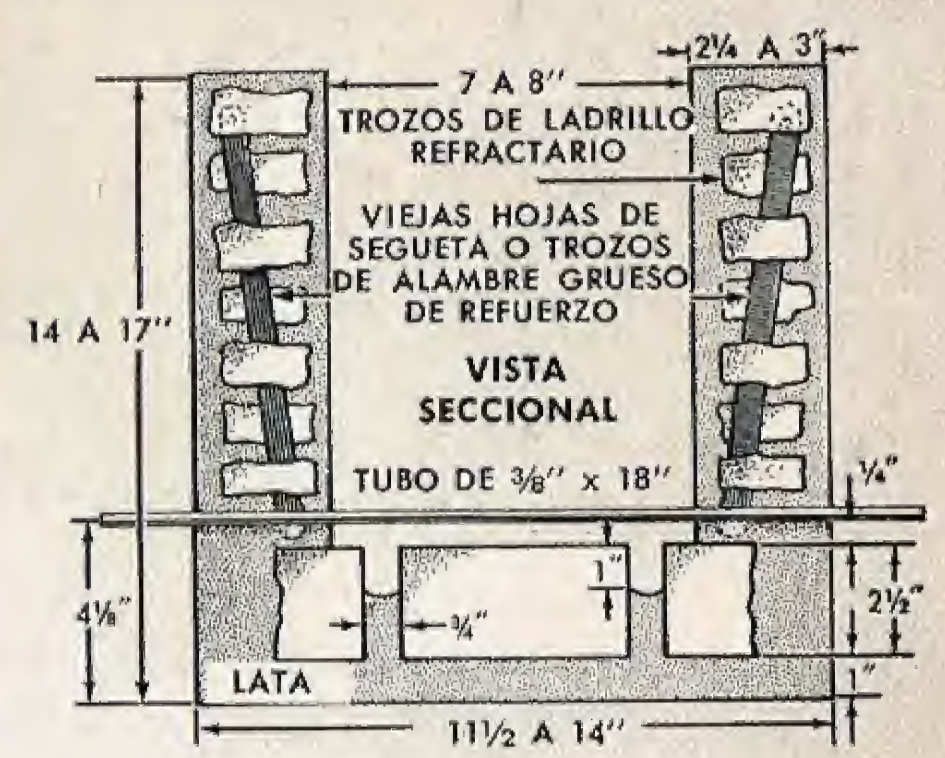 2¼ A 3"
7 A 8"
TROZOS DE LADRILLO
REFRACTARIO
VIEJAS HOJAS DE
SEGUETA O TROZOS
DE ALAMBRE GRUESO
DE REFUERZO
14 A 17"
VISTA
SECCIONAL
TUBO DE ⅜" x 18"
¼"
1"
2½"
4⅛"
¾"
LATA
1"
11½ A 14"